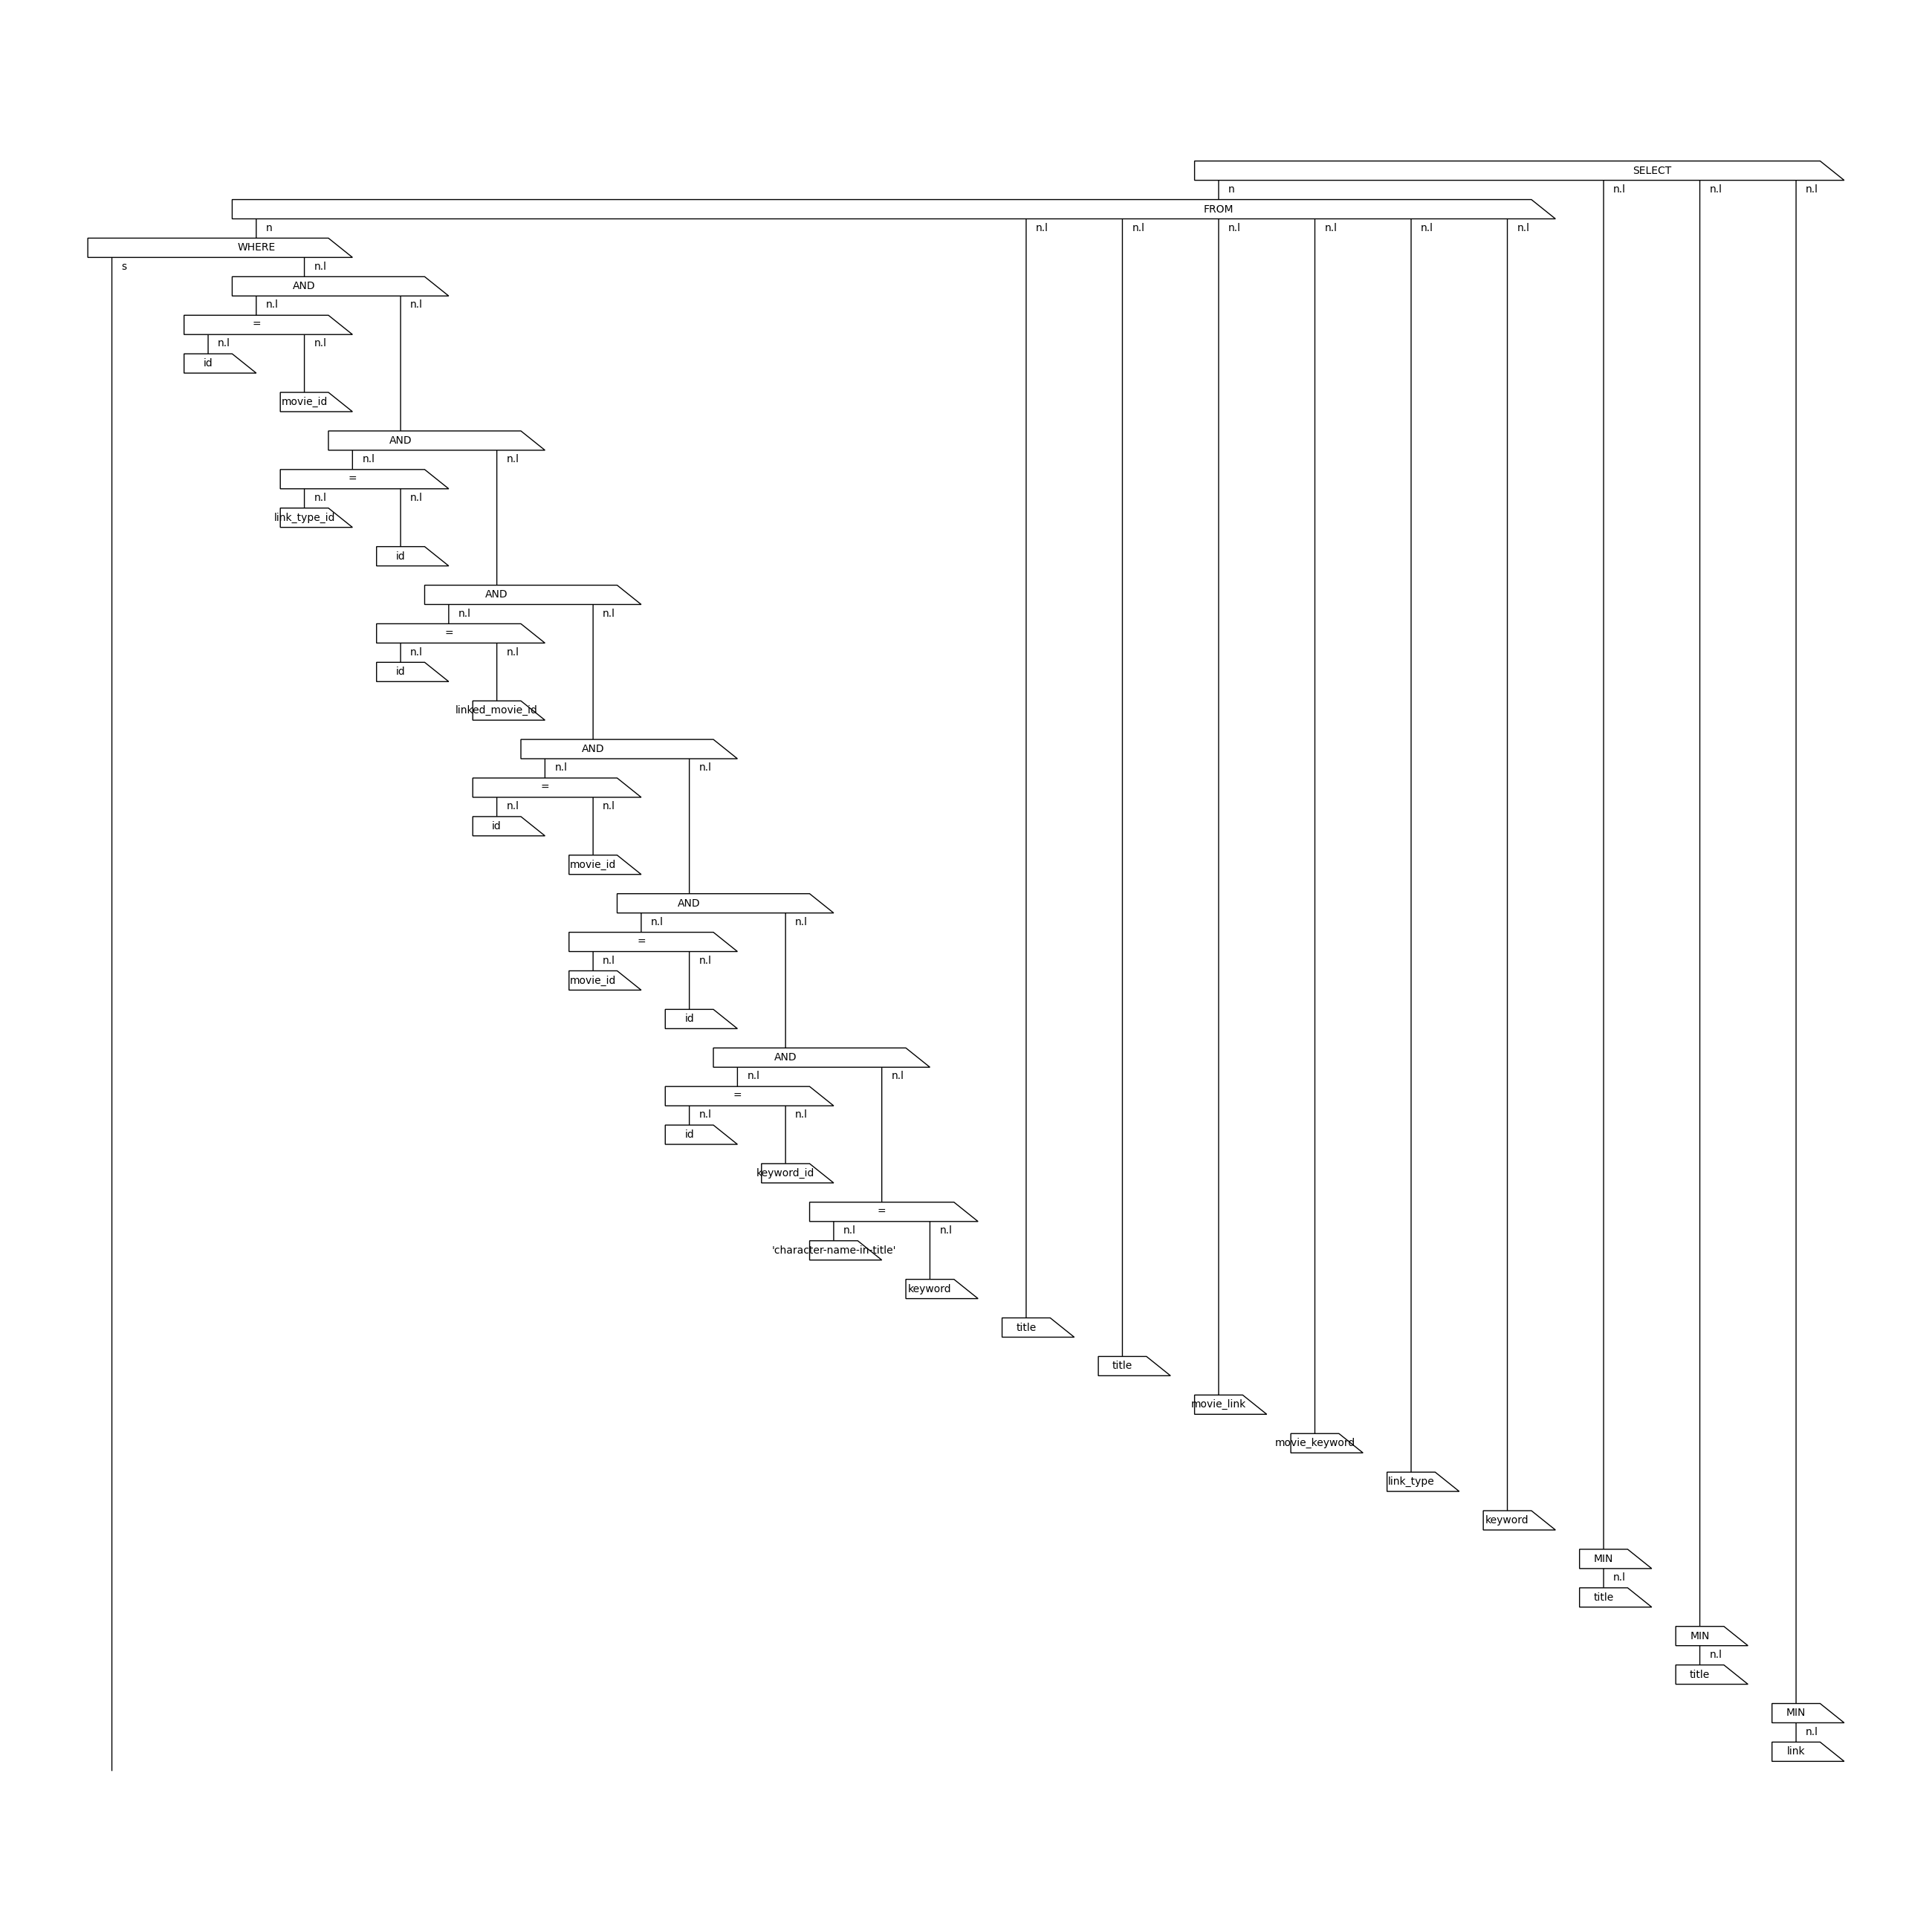 SELECT
n n.l n.l n.l
FROM
n n.l n.l n.l n.l n.l n.l
WHERE
s n.l
AND
n.l n.l
=
n.l n.l
id
movie_id
AND
n.l n.l
=
n.l n.l
link_type_id
id
AND
n.l n.l
=
n.l n.l
id
linked_movie_id
AND
n.l n.l
=
n.l n.l
id
movie_id
AND
n.l n.l
=
n.l n.l
movie_id
id
AND
n.l n.l
=
n.l n.l
id
keyword_id
=
n.l n.l
'character-name-in-title'
keyword
title
title
movie_link
movie_keyword
link_type
keyword
MIN
n.l
title
MIN
n.l
title
MIN
n.l
link